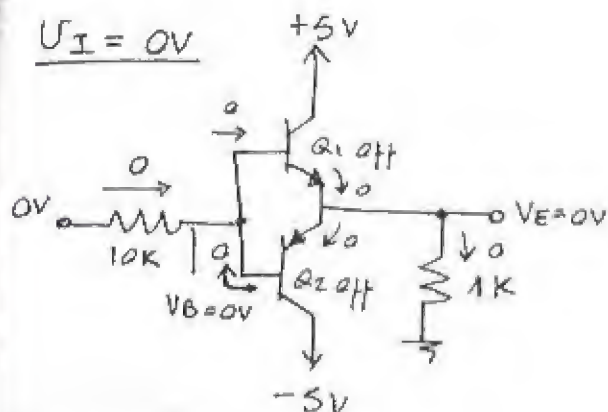 υI = 0V
+5V
0
Q1 off
0
0
0V
0
VE=0V
10K
0
0
1K
VB=0V
Q2 off
-5V